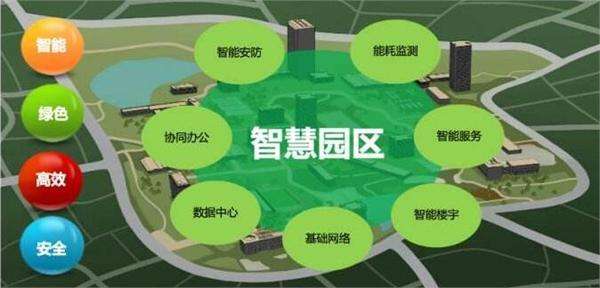 智能
绿色
高效
安全
智能安防
能耗监测
协同办公
智慧园区
智能服务
数据中心
智能楼宇
基础网络